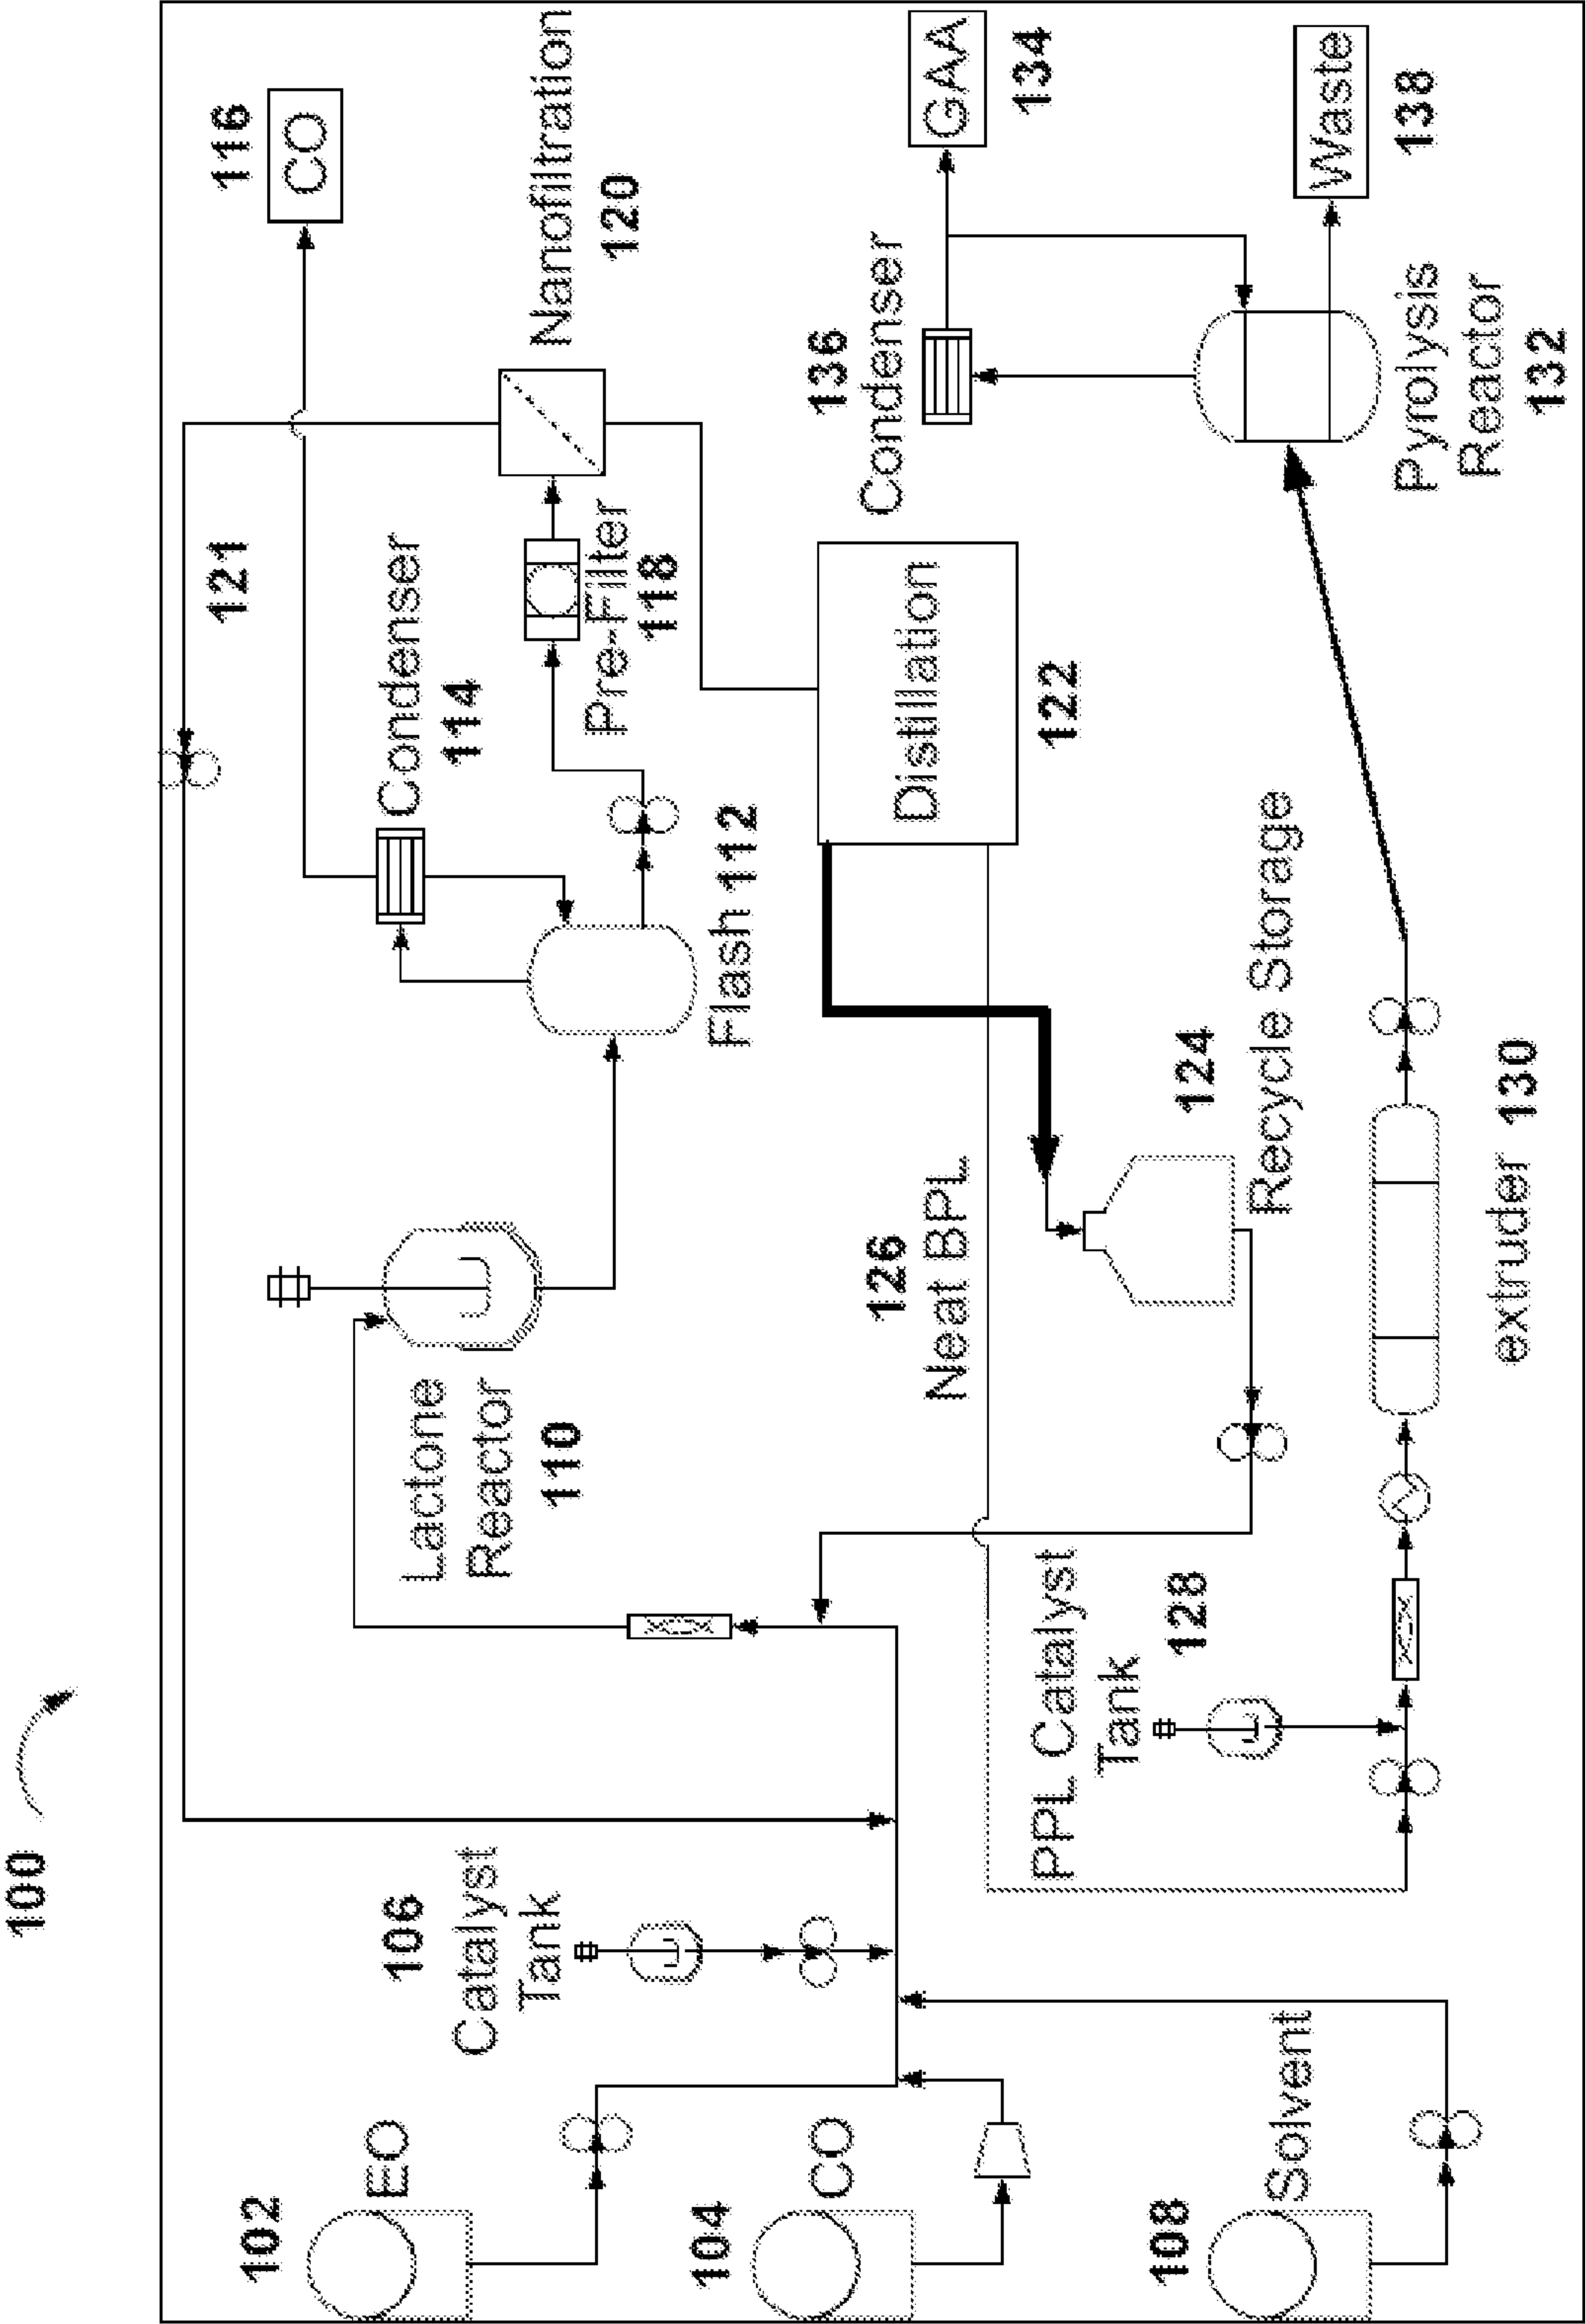 100
102
EO
104
CO
108
Solvent
106
Catalyst
Tank
121
Lactone
Reactor
110
Flash 112
Condenser
114
116
CO
Pre-Filter
118
Nanofiltration
120
Distillation
122
126
Neat BPL
124
Recycle Storage
PPL Catalyst
Tank
128
extruder 130
136
Condenser
GAA
134
Pyrolysis
Reactor
132
Waste
138